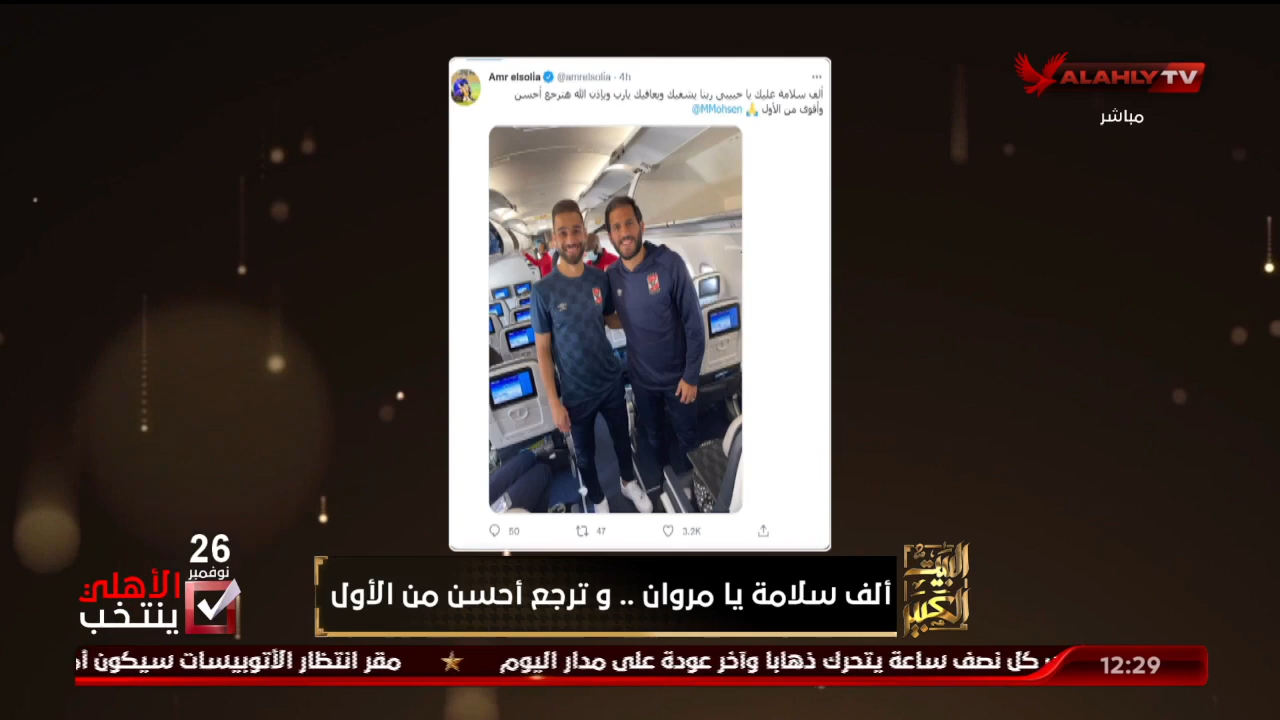 ALAHLY TV
مباشر
Amr elsolia @amrelsolia · 4h
ألف سلامة عليك يا حبيبي ربنا يشفيك ويعافيك يارب وبإذن الله هترجع أحسن
وأقوى من الأول 🙏 @MMohsen
50 47 3.2K
26
نوفمبر
الأهلي
ينتخب
البيت
الكبير
ألف سلامة يا مروان .. و ترجع أحسن من الأول
كل نصف ساعة يتحرك ذهابا وآخر عودة على مدار اليوم ★ مقر انتظار الأتوبيسات سيكون
12:29